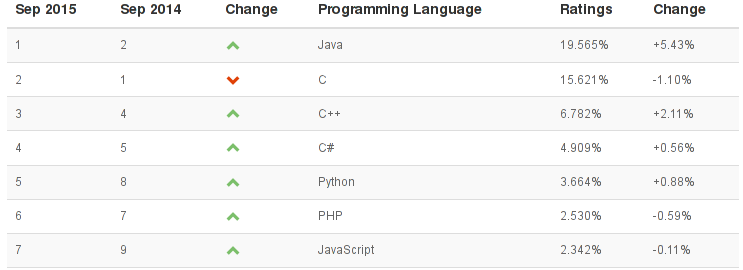 Sep 2015 Sep 2014 Change Programming Language Ratings Change
1 2 Java 19.565% +5.43%
2 1 C 15.621% -1.10%
3 4 C++ 6.782% +2.11%
4 5 C# 4.909% +0.56%
5 8 Python 3.664% +0.88%
6 7 PHP 2.530% -0.59%
7 9 JavaScript 2.342% -0.11%